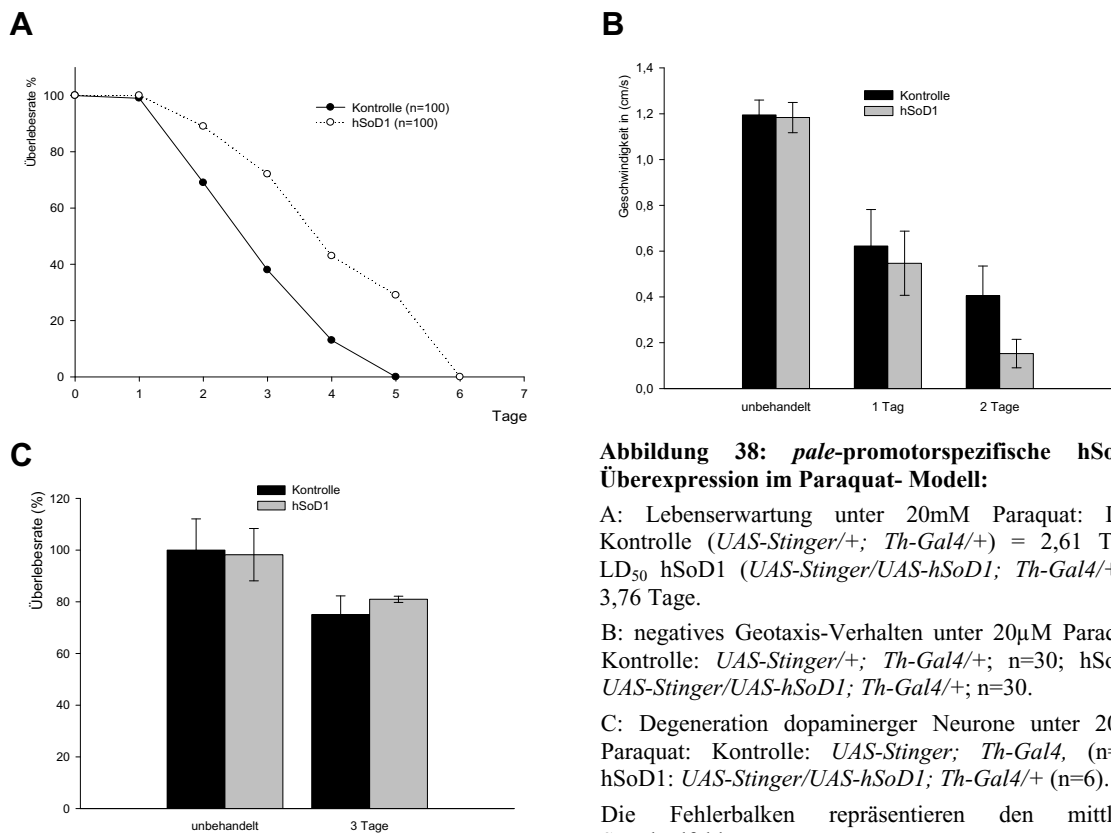 A
Überlebesrate %
100
80
60
40
20
0
0 1 2 3 4 5 6 7
Tage
Kontrolle (n=100)
hSoD1 (n=100)
B
Geschwindigkeit in (cm/s)
1,4
1,2
1,0
0,8
0,6
0,4
0,2
0,0
Kontrolle
hSoD1
unbehandelt 1 Tag 2 Tage
C
Überlebesrate (%)
120
100
80
60
40
20
0
Kontrolle
hSoD1
unbehandelt 3 Tage
Abbildung 38: pale-promotorspezifische
Überexpression im Paraquat- Modell:
A: Lebenserwartung unter 20mM Paraquat:
Kontrolle (UAS-Stinger/+; Th-Gal4/+) = 2,61
LD₅₀ hSoD1 (UAS-Stinger/UAS-hSoD1;
3,76 Tage.
B: negatives Geotaxis-Verhalten unter 20µM
Kontrolle: UAS-Stinger/+; Th-Gal4/+; n=30;
UAS-Stinger/UAS-hSoD1; Th-Gal4/+; n=30.
C: Degeneration dopaminerger Neurone unter
Paraquat: Kontrolle: UAS-Stinger; Th-Gal4,
hSoD1: UAS-Stinger/UAS-hSoD1; Th-Gal4/+ (n=6).
Die Fehlerbalken repräsentieren den